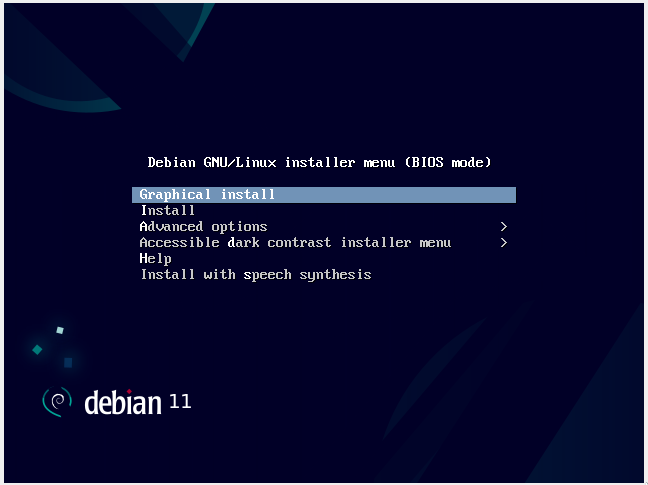 Debian GNU/Linux installer menu (BIOS mode)
Graphical install
Install
Advanced options >
Accessible dark contrast installer menu >
Help
Install with speech synthesis
debian 11